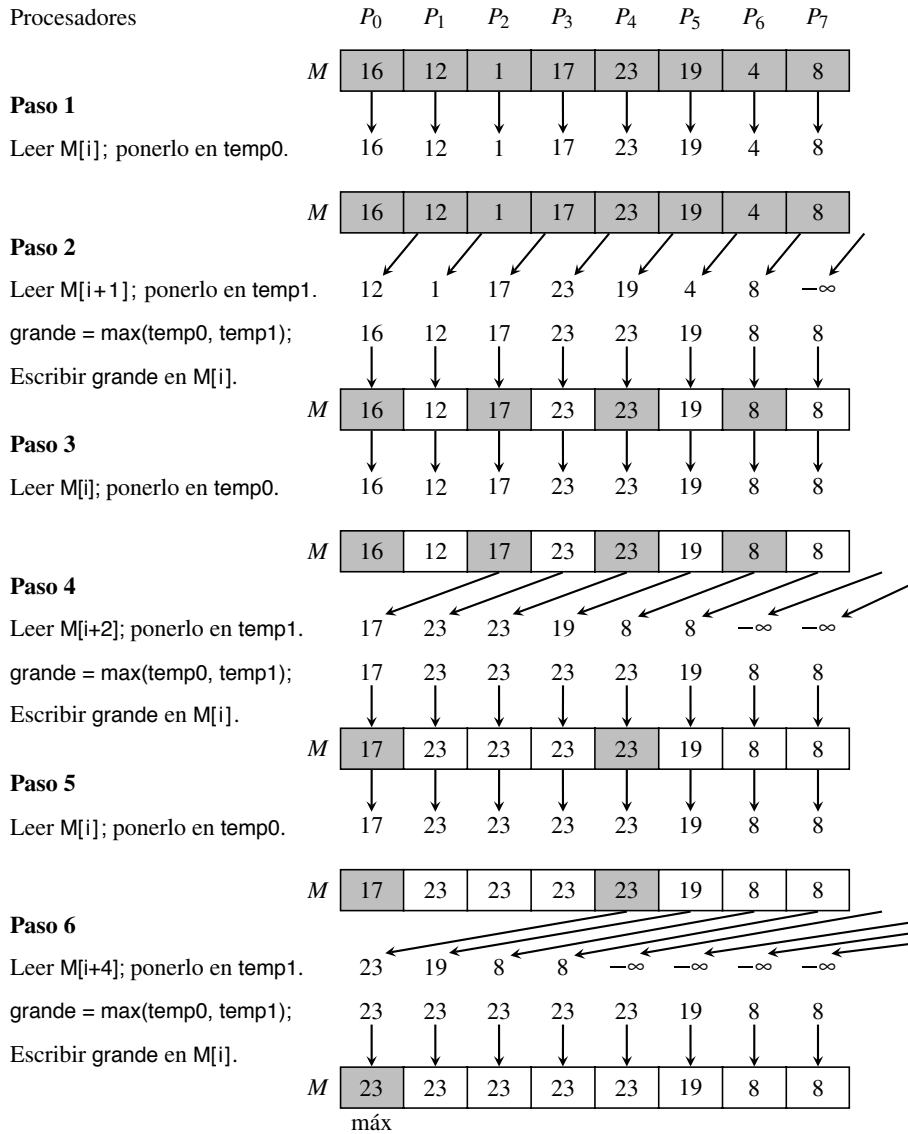 Procesadores P0 P1 P2 P3 P4 P5 P6 P7
M 16 12 1 17 23 19 4 8
Paso 1
Leer M[i]; ponerlo en temp0. 16 12 1 17 23 19 4 8
M 16 12 1 17 23 19 4 8
Paso 2
Leer M[i+1]; ponerlo en temp1. 12 1 17 23 19 4 8 −∞
grande = max(temp0, temp1); 16 12 17 23 23 19 8 8
Escribir grande en M[i].
M 16 12 17 23 23 19 8 8
Paso 3
Leer M[i]; ponerlo en temp0. 16 12 17 23 23 19 8 8
M 16 12 17 23 23 19 8 8
Paso 4
Leer M[i+2]; ponerlo en temp1. 17 23 23 19 8 8 −∞ −∞
grande = max(temp0, temp1); 17 23 23 23 23 19 8 8
Escribir grande en M[i].
M 17 23 23 23 23 19 8 8
Paso 5
Leer M[i]; ponerlo en temp0. 17 23 23 23 23 19 8 8
M 17 23 23 23 23 19 8 8
Paso 6
Leer M[i+4]; ponerlo en temp1. 23 19 8 8 −∞ −∞ −∞ −∞
grande = max(temp0, temp1); 23 23 23 23 23 19 8 8
Escribir grande en M[i].
M 23 23 23 23 23 19 8 8
máx